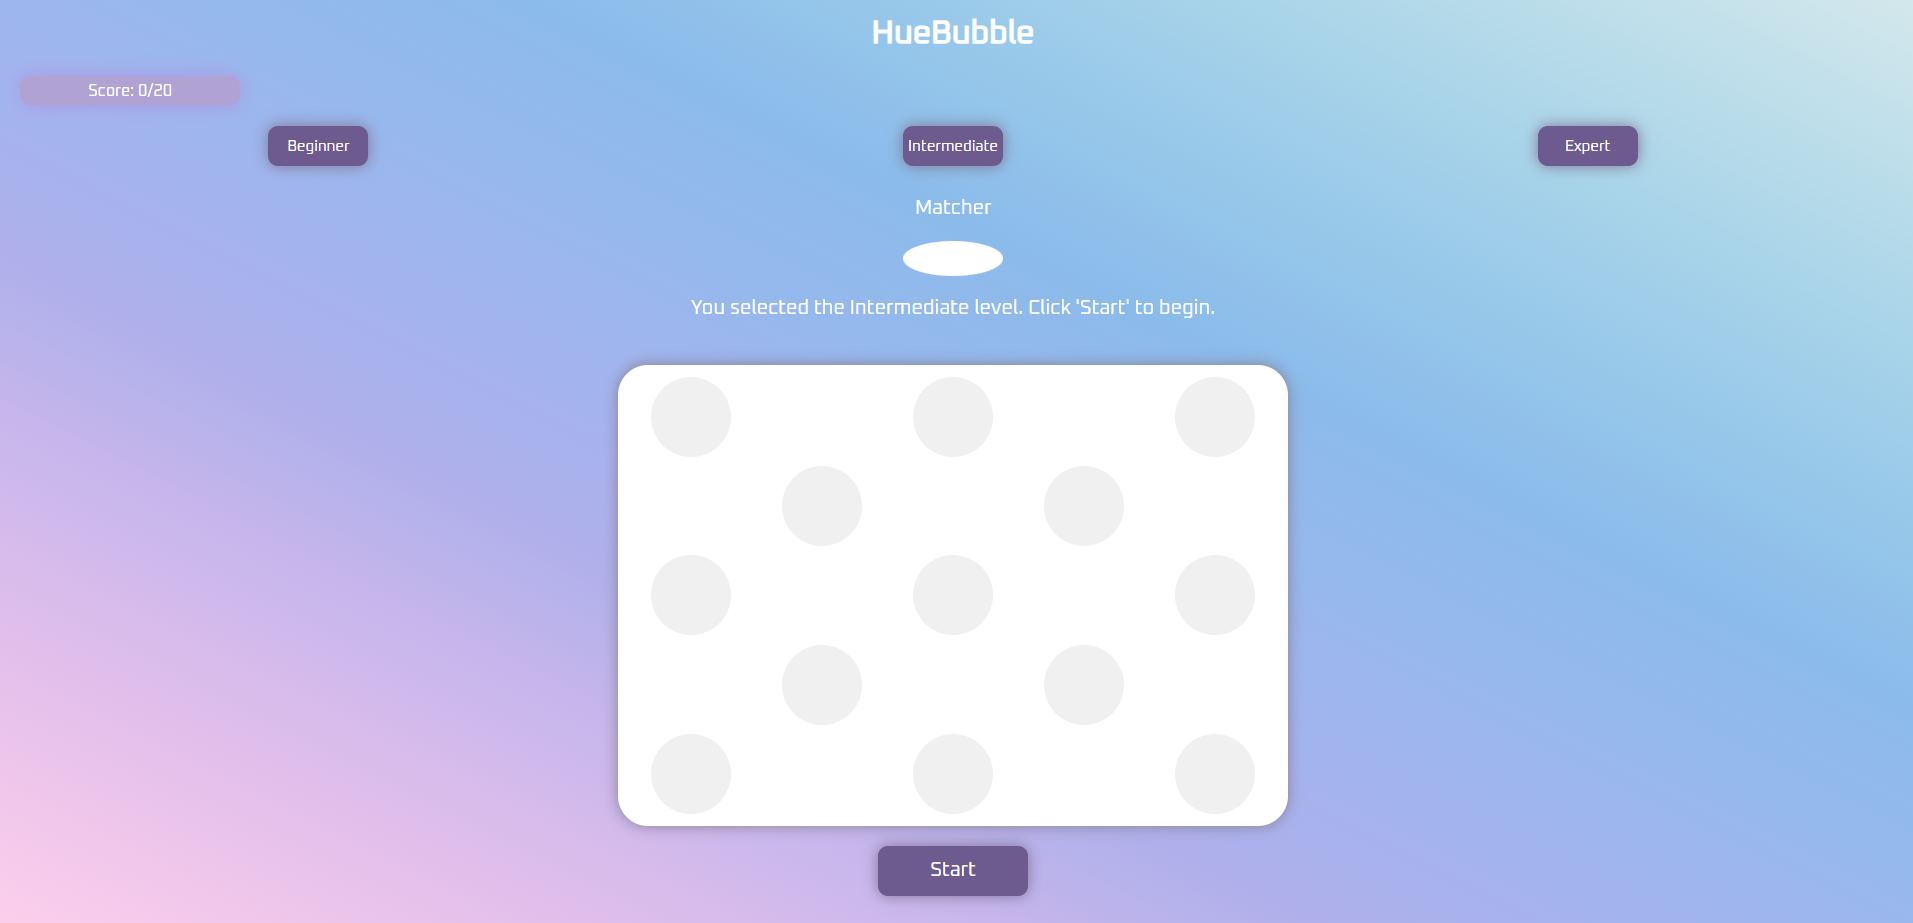 HueBubble
Score: 0/20
Beginner
Intermediate
Expert
Matcher
You selected the Intermediate level. Click 'Start' to begin.
Start